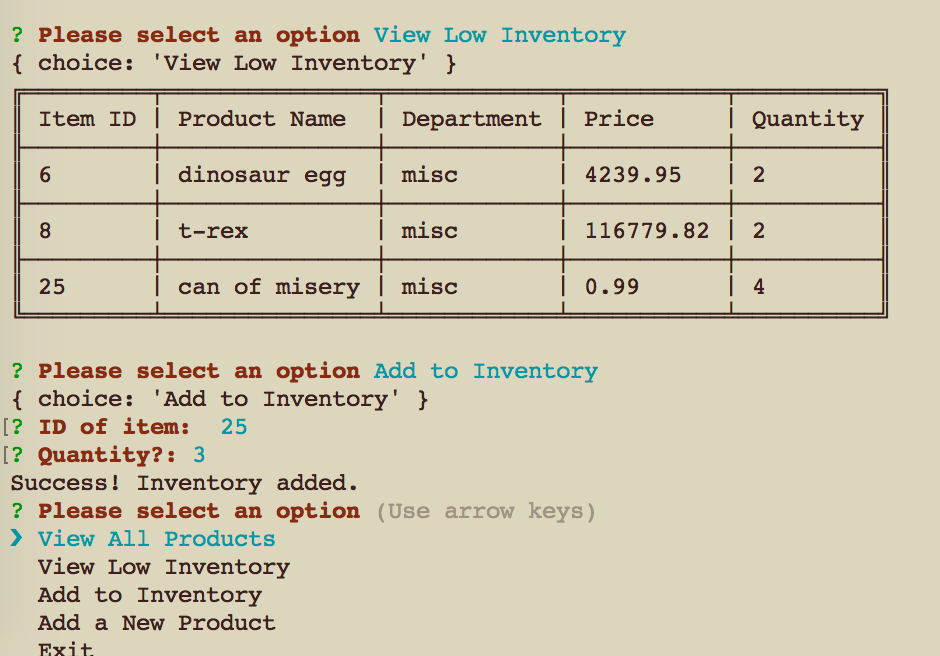 ? Please select an option View Low Inventory
{ choice: 'View Low Inventory' }
Item ID | Product Name | Department | Price | Quantity
6 | dinosaur egg | misc | 4239.95 | 2
8 | t-rex | misc | 116779.82 | 2
25 | can of misery | misc | 0.99 | 4
? Please select an option Add to Inventory
{ choice: 'Add to Inventory' }
[? ID of item:  25
[? Quantity?: 3
Success! Inventory added.
? Please select an option (Use arrow keys)
❯ View All Products
View Low Inventory
Add to Inventory
Add a New Product
Exit